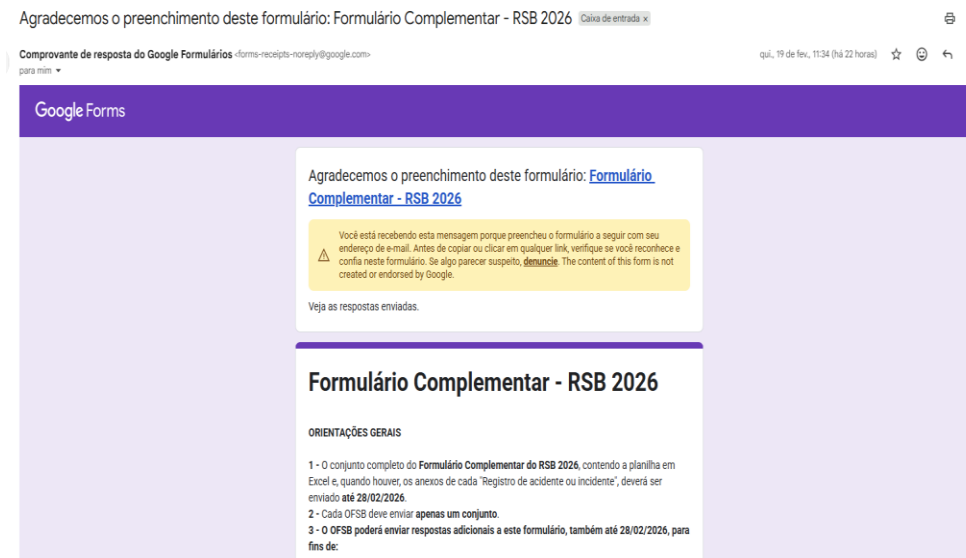 Agradecemos o preenchimento deste formulário: Formulário Complementar - RSB 2026 Caixa de entrada x
Comprovante de resposta do Google Formulários <forms-receipts-noreply@google.com> qui., 19 de fev., 11:34 (há 22 horas)
para mim
Google Forms
Agradecemos o preenchimento deste formulário: Formulário
Complementar - RSB 2026
Você está recebendo esta mensagem porque preencheu o formulário a seguir com seu
endereço de e-mail. Antes de copiar ou clicar em qualquer link, verifique se você reconhece e
confia neste formulário. Se algo parecer suspeito, denuncie. The content of this form is not
created or endorsed by Google.
Veja as respostas enviadas.
Formulário Complementar - RSB 2026
ORIENTAÇÕES GERAIS
1 - O conjunto completo do Formulário Complementar do RSB 2026, contendo a planilha em
Excel e, quando houver, os anexos de cada "Registro de acidente ou incidente", deverá ser
enviado até 28/02/2026.
2 - Cada OFSB deve enviar apenas um conjunto.
3 - O OFSB poderá enviar respostas adicionais a este formulário, também até 28/02/2026, para
fins de: